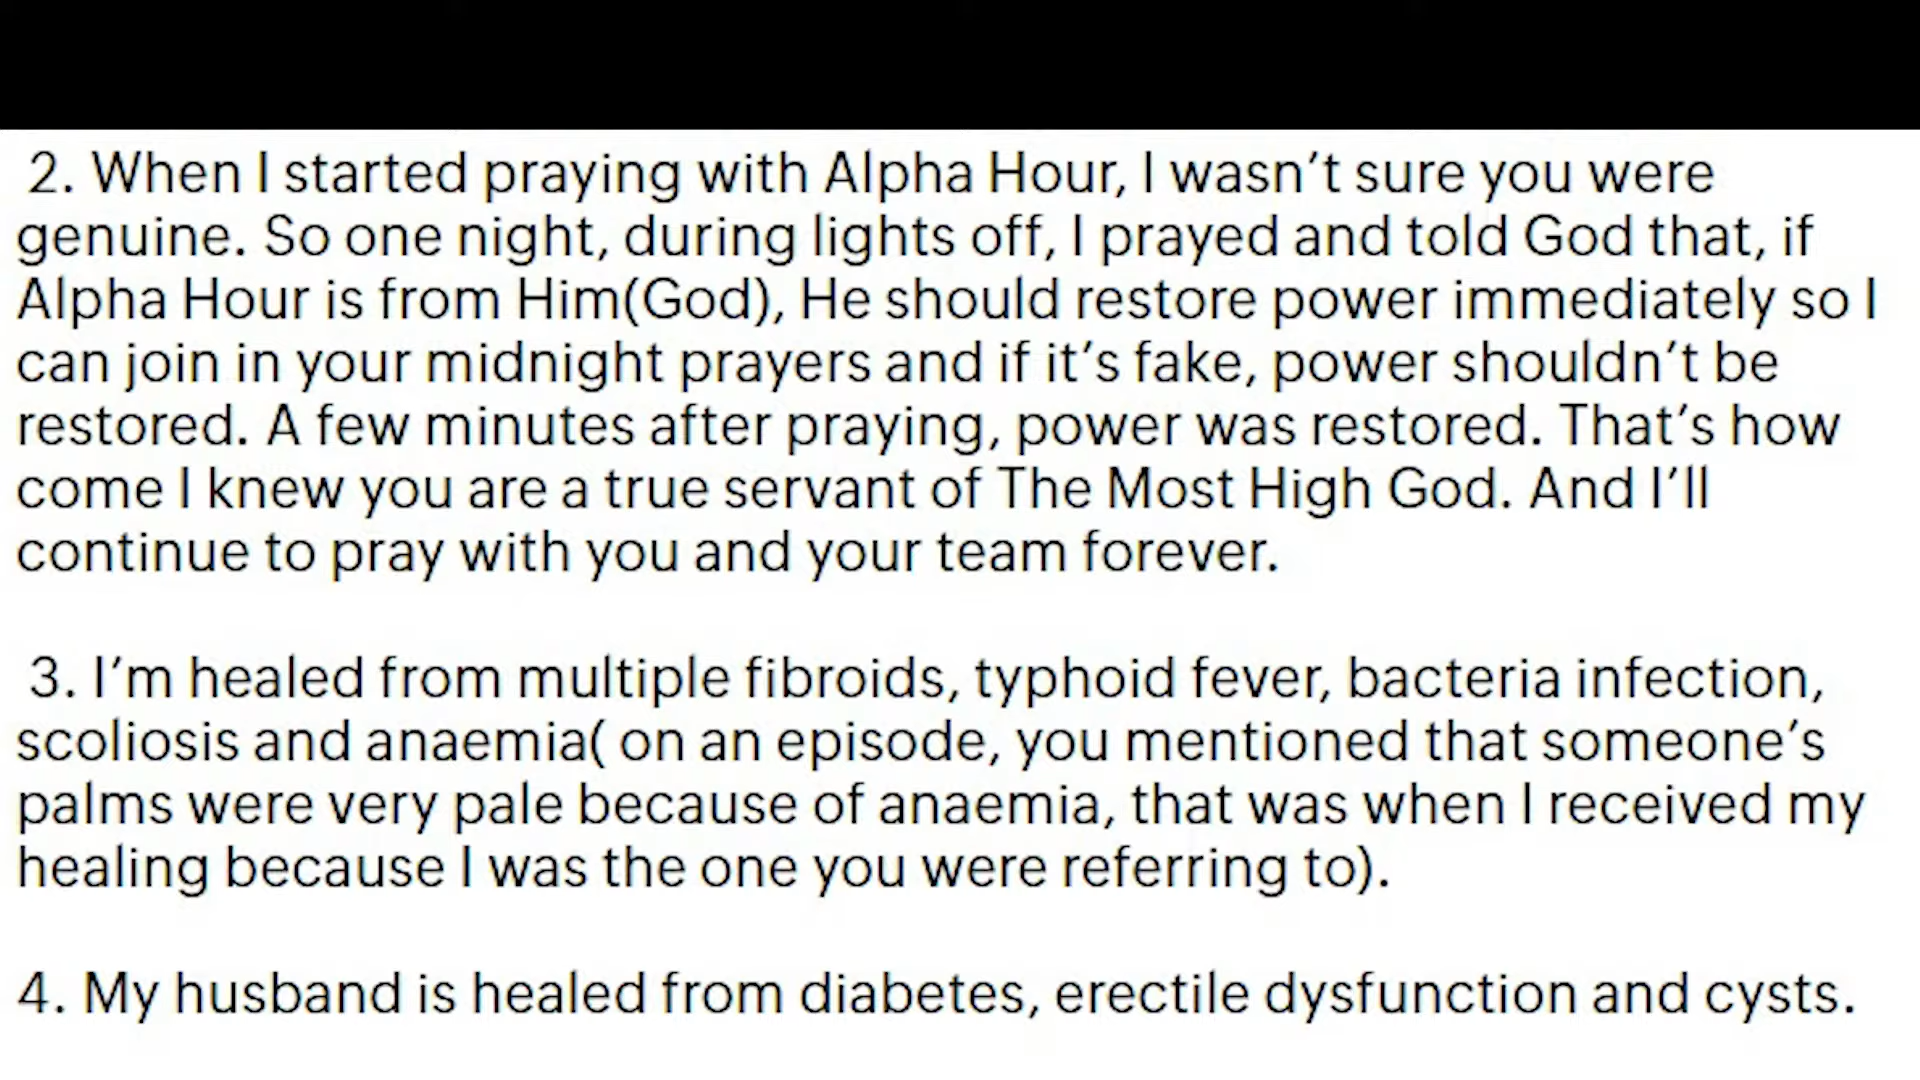 2. When I started praying with Alpha Hour, I wasn't sure you were
genuine. So one night, during lights off, I prayed and told God that, if
Alpha Hour is from Him(God), He should restore power immediately so I
can join in your midnight prayers and if it's fake, power shouldn't be
restored. A few minutes after praying, power was restored. That's how
come I knew you are a true servant of The Most High God. And I'll
continue to pray with you and your team forever.
3. I'm healed from multiple fibroids, typhoid fever, bacteria infection,
scoliosis and anaemia( on an episode, you mentioned that someone's
palms were very pale because of anaemia, that was when I received my
healing because I was the one you were referring to).
4. My husband is healed from diabetes, erectile dysfunction and cysts.